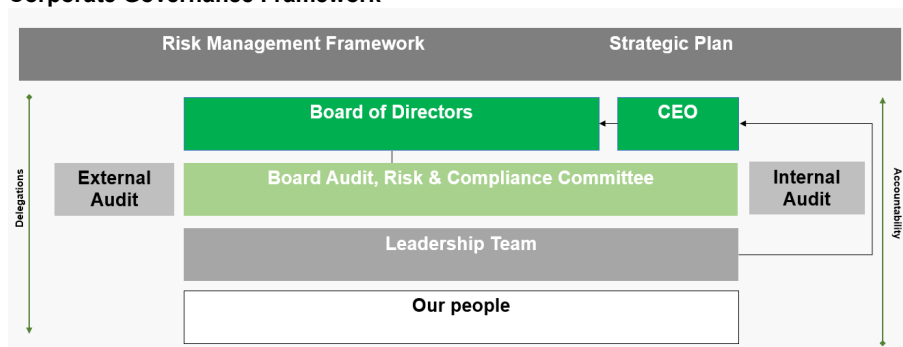 Corporate Governance Framework
Risk Management Framework
Strategic Plan
Board of Directors
CEO
External
Audit
Board Audit, Risk & Compliance Committee
Internal
Audit
Delegations
Accountability
Leadership Team
Our people